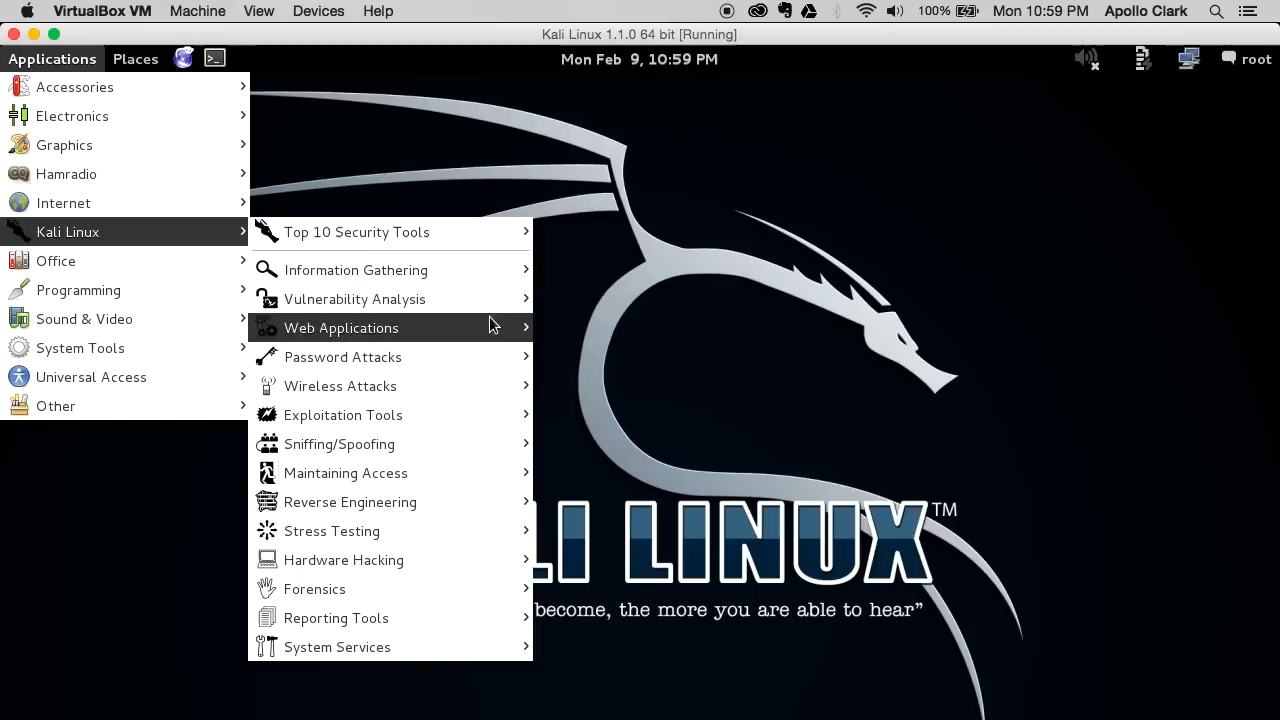 VirtualBox VM Machine View Devices Help 100% Mon 10:59 PM Apollo Clark
Kali Linux 1.1.0 64 bit [Running]
Applications Places Mon Feb 9, 10:59 PM root
Accessories
Electronics
Graphics
Hamradio
Internet
Kali Linux
Office
Programming
Sound & Video
System Tools
Universal Access
Other
Top 10 Security Tools
Information Gathering
Vulnerability Analysis
Web Applications
Password Attacks
Wireless Attacks
Exploitation Tools
Sniffing/Spoofing
Maintaining Access
Reverse Engineering
Stress Testing
Hardware Hacking
Forensics
Reporting Tools
System Services
LI LINUX™
become, the more you are able to hear”